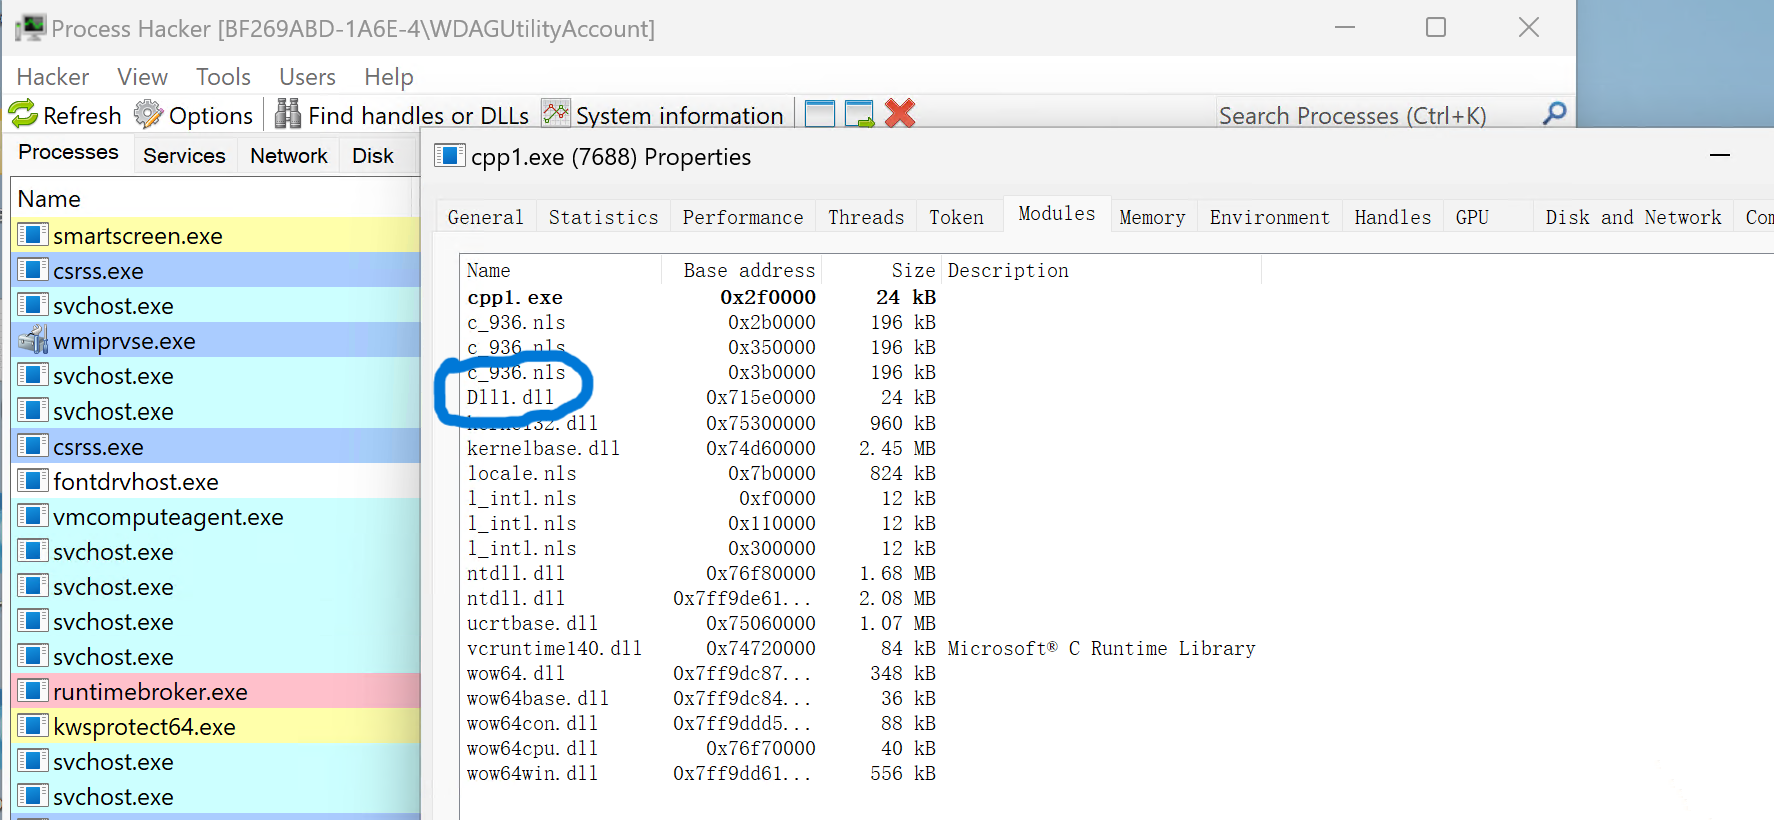 Process Hacker [BF269ABD-1A6E-4\WDAGUtilityAccount]
Hacker View Tools Users Help
Refresh Options Find handles or DLLs System information Search Processes (Ctrl+K)
Processes Services Network Disk
Name
smartscreen.exe
csrss.exe
svchost.exe
wmiprvse.exe
svchost.exe
svchost.exe
csrss.exe
fontdrvhost.exe
vmcomputeagent.exe
svchost.exe
svchost.exe
svchost.exe
svchost.exe
runtimebroker.exe
kwsprotect64.exe
svchost.exe
svchost.exe
cpp1.exe (7688) Properties
General Statistics Performance Threads Token Modules Memory Environment Handles GPU Disk and Network Com
Name Base address Size Description
cpp1.exe 0x2f0000 24 kB
c_936.nls 0x2b0000 196 kB
c_936.nls 0x350000 196 kB
c_936.nls 0x3b0000 196 kB
Dll1.dll 0x715e0000 24 kB
kernel32.dll 0x75300000 960 kB
kernelbase.dll 0x74d60000 2.45 MB
locale.nls 0x7b0000 824 kB
l_intl.nls 0xf0000 12 kB
l_intl.nls 0x110000 12 kB
l_intl.nls 0x300000 12 kB
ntdll.dll 0x76f80000 1.68 MB
ntdll.dll 0x7ff9de61... 2.08 MB
ucrtbase.dll 0x75060000 1.07 MB
vcruntime140.dll 0x74720000 84 kB Microsoft® C Runtime Library
wow64.dll 0x7ff9dc87... 348 kB
wow64base.dll 0x7ff9dc84... 36 kB
wow64con.dll 0x7ff9ddd5... 88 kB
wow64cpu.dll 0x76f70000 40 kB
wow64win.dll 0x7ff9dd61... 556 kB